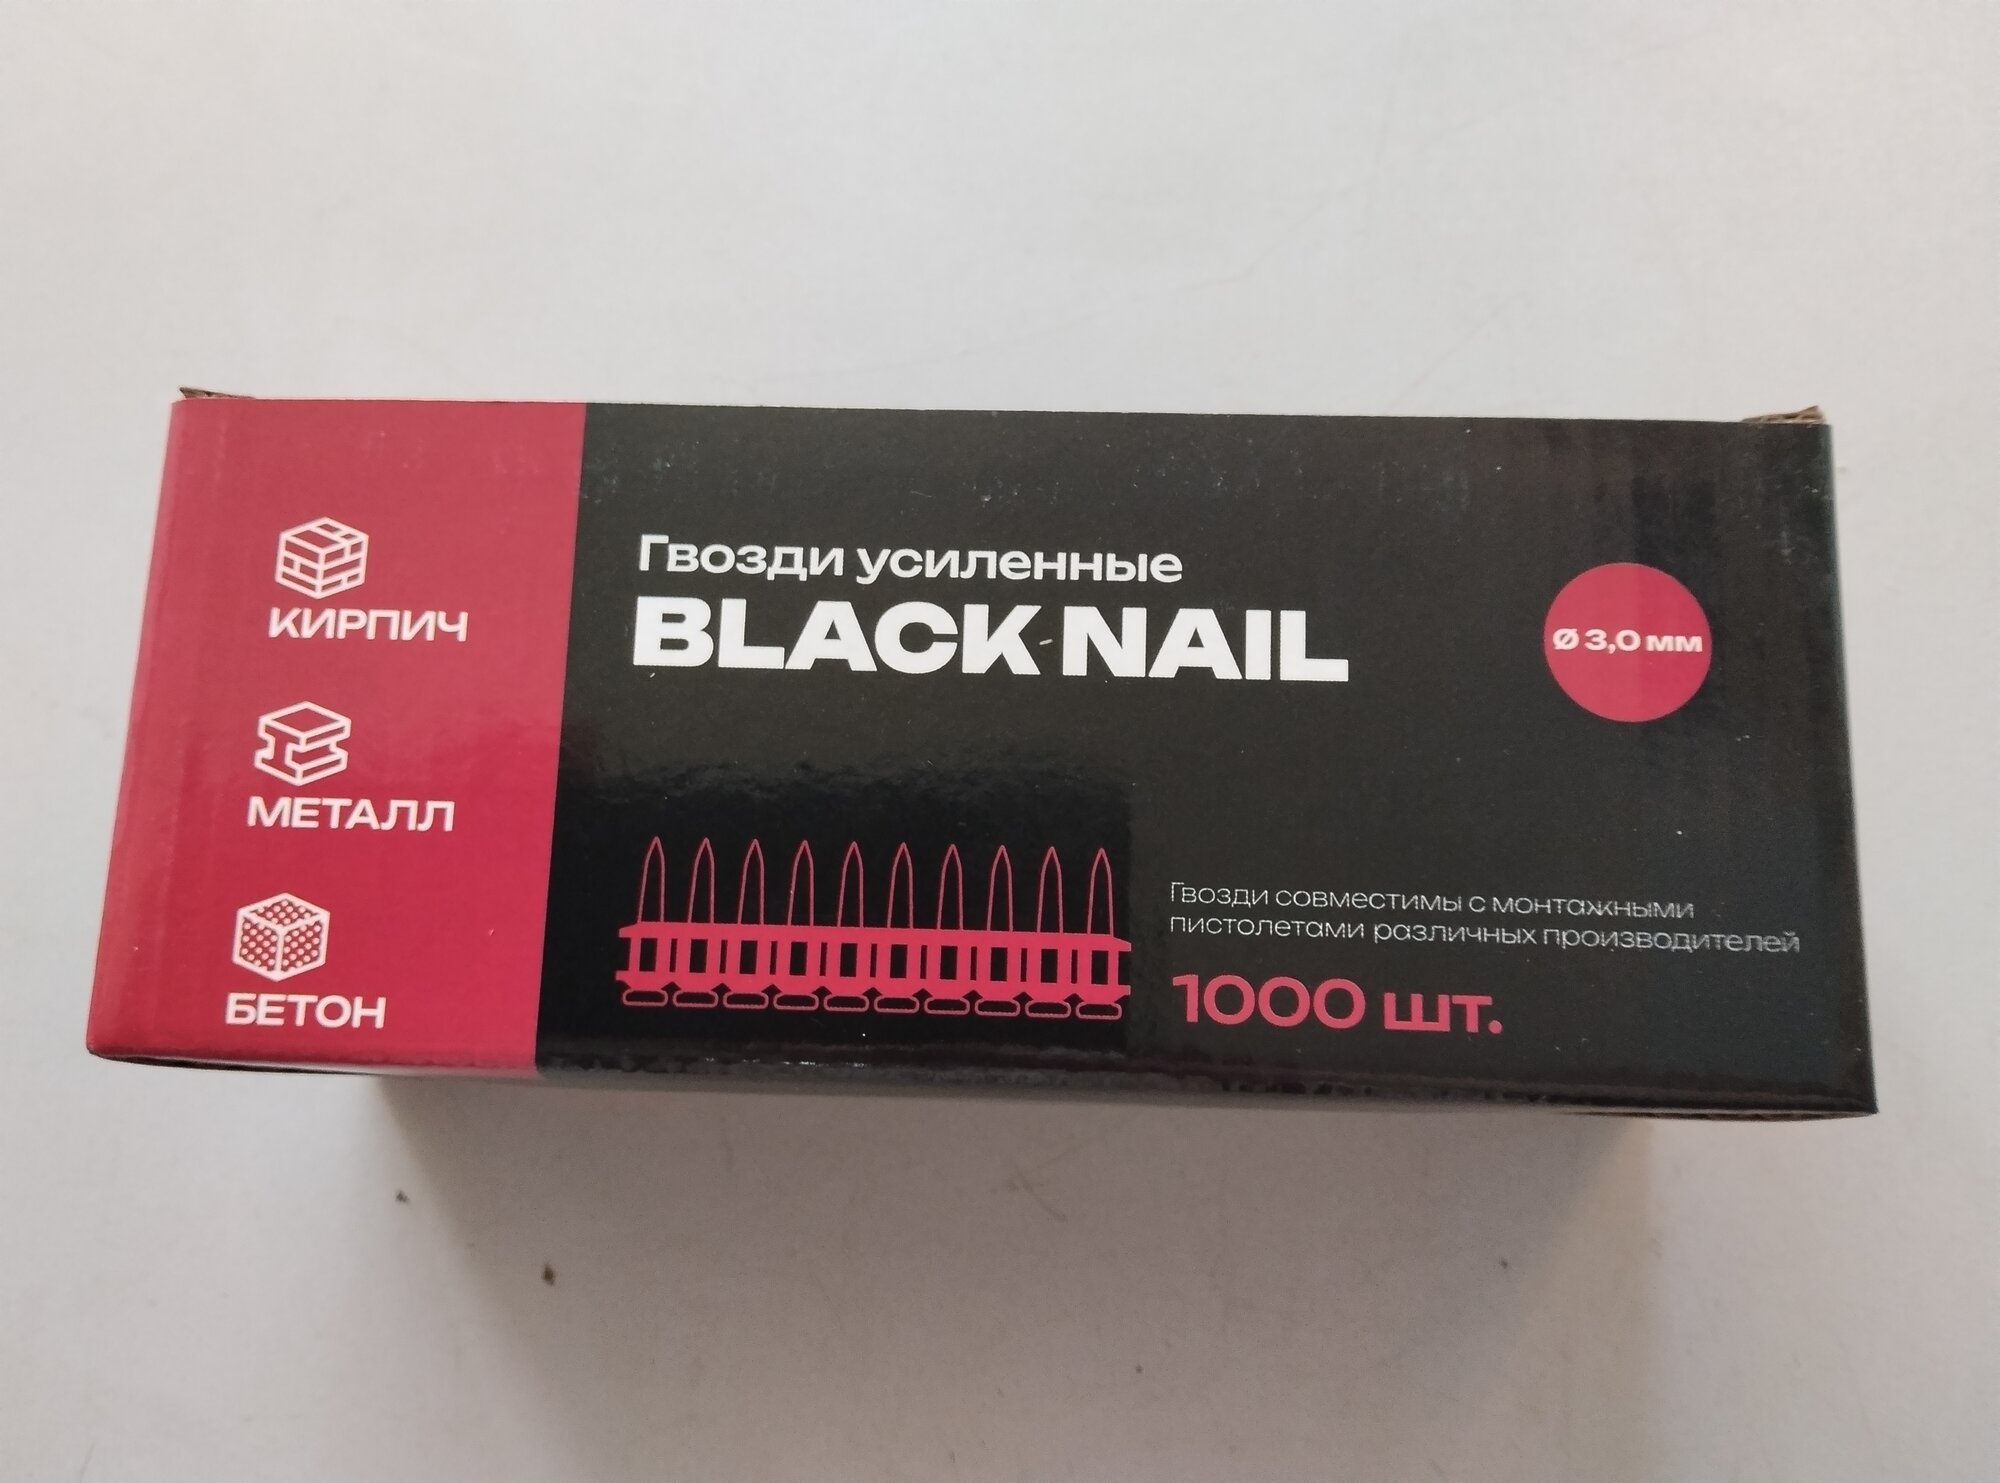 КИРПИЧ
МЕТАЛЛ
БЕТОН
Гвозди усиленные
BLACK NAIL
Ø 3,0 мм
Гвозди совместимы с монтажными
пистолетами различных производителей
1000 шт.